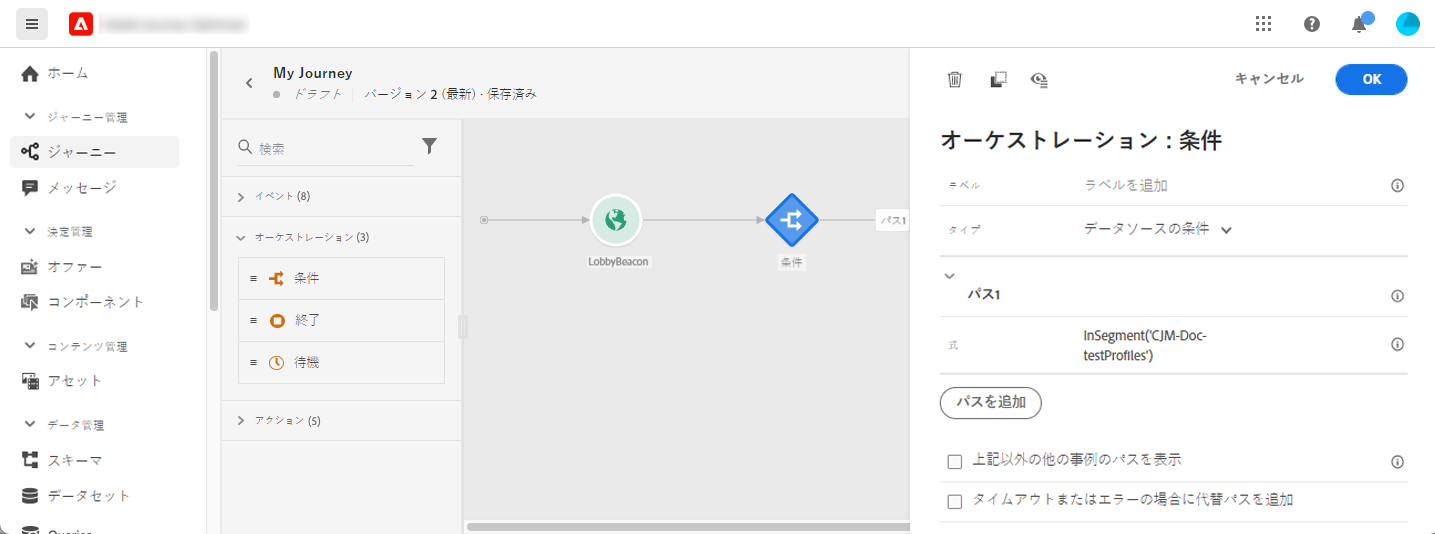 ホーム
ジャーニー管理
ジャーニー
メッセージ
決定管理
オファー
コンポーネント
コンテンツ管理
アセット
データ管理
スキーマ
データセット
Queries
My Journey
ドラフト バージョン 2 (最新) · 保存済み
検索
イベント (8)
オーケストレーション (3)
条件
終了
待機
アクション (5)
LobbyBeacon
条件
パス1
キャンセル
OK
オーケストレーション : 条件
ラベル ラベルを追加
タイプ データソースの条件
パス1
式 InSegment('CJM-Doc-
testProfiles')
パスを追加
上記以外の他の事例のパスを表示
タイムアウトまたはエラーの場合に代替パスを追加